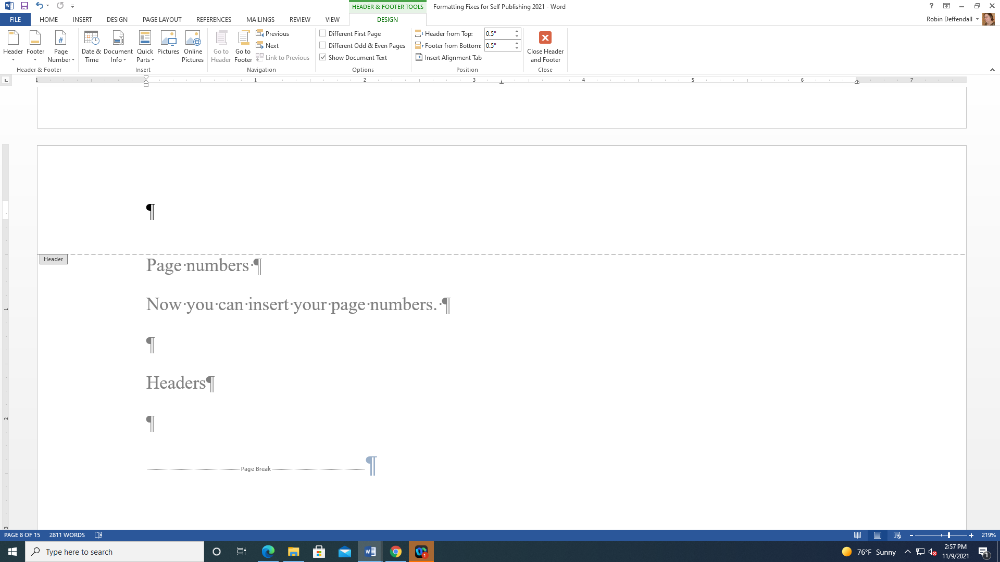 HEADER & FOOTER TOOLS Formatting Fixes for Self Publishing 2021 - Word ?
FILE HOME INSERT DESIGN PAGE LAYOUT REFERENCES MAILINGS REVIEW VIEW DESIGN Robin Deffendall
Header Footer Page Number Date & Time Document Info Quick Parts Pictures Online Pictures Go to Header Go to Footer Previous Next Link to Previous
Different First Page
Different Odd & Even Pages
Show Document Text
Header from Top: 0.5"
Footer from Bottom: 0.5"
Insert Alignment Tab
Close Header and Footer
Header & Footer Insert Navigation Options Position Close
1 1 2 3 4 5 6 7
¶
Header
Page·numbers·¶
Now·you·can·insert·your·page·numbers.·¶
¶
Headers¶
¶
Page Break ¶
1
2
3
PAGE 8 OF 15 2811 WORDS 219%
Type here to search 1 76°F Sunny 2:57 PM
11/9/2021 1